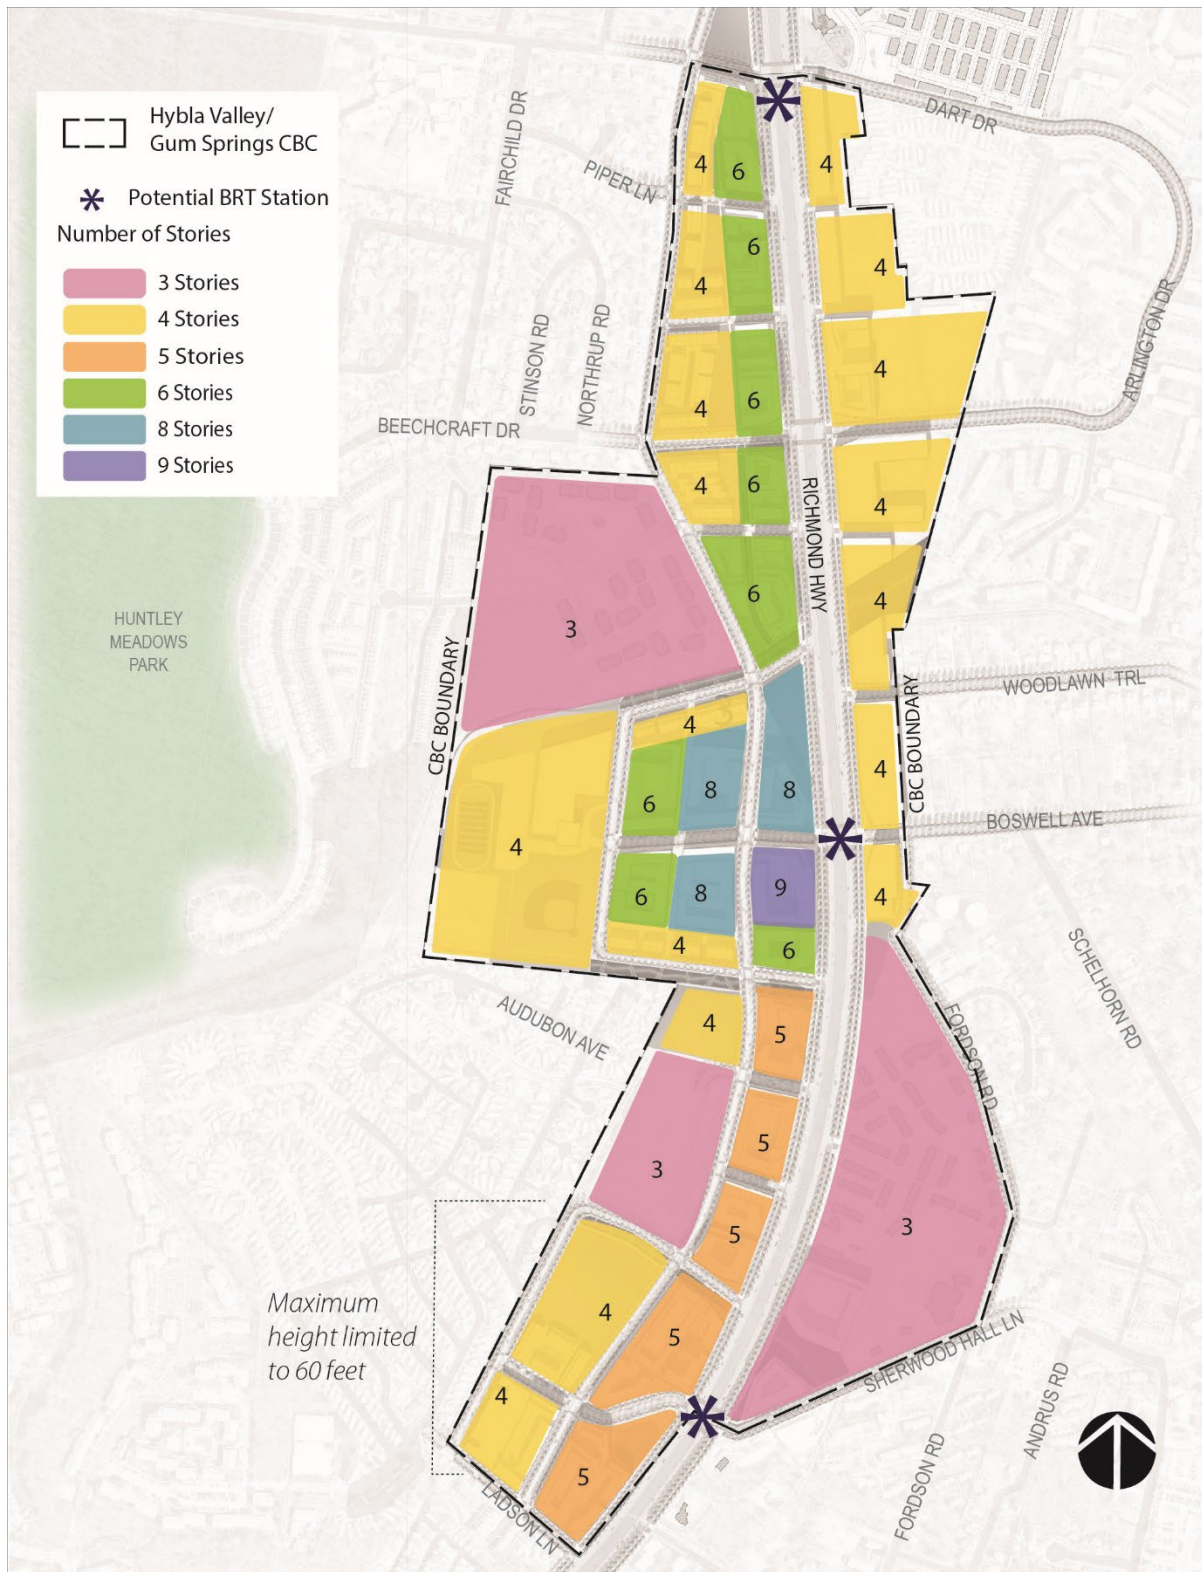 Hybla Valley/
Gum Springs CBC
Potential BRT Station
Number of Stories
3 Stories
4 Stories
5 Stories
6 Stories
8 Stories
9 Stories
FAIRCHILD DR
PIPER LN
DART DR
4
6
4
6
4
4
STINSON RD
NORTHRUP RD
ARLINGTON DR
4
6
4
BEECHCRAFT DR
4
6
4
RICHMOND HWY
HUNTLEY
MEADOWS
PARK
3
6
4
CBC BOUNDARY
WOODLAWN TRL
CBC BOUNDARY
4
6
8
8
4
BOSWELL AVE
4
6
8
9
4
4
6
SCHELHORN RD
AUDUBON AVE
4
5
FORDSON RD
5
3
5
3
Maximum
height limited
to 60 feet
4
5
SHERWOOD HALL LN
4
5
ANDRUS RD
FORDSON RD
LADSON LN